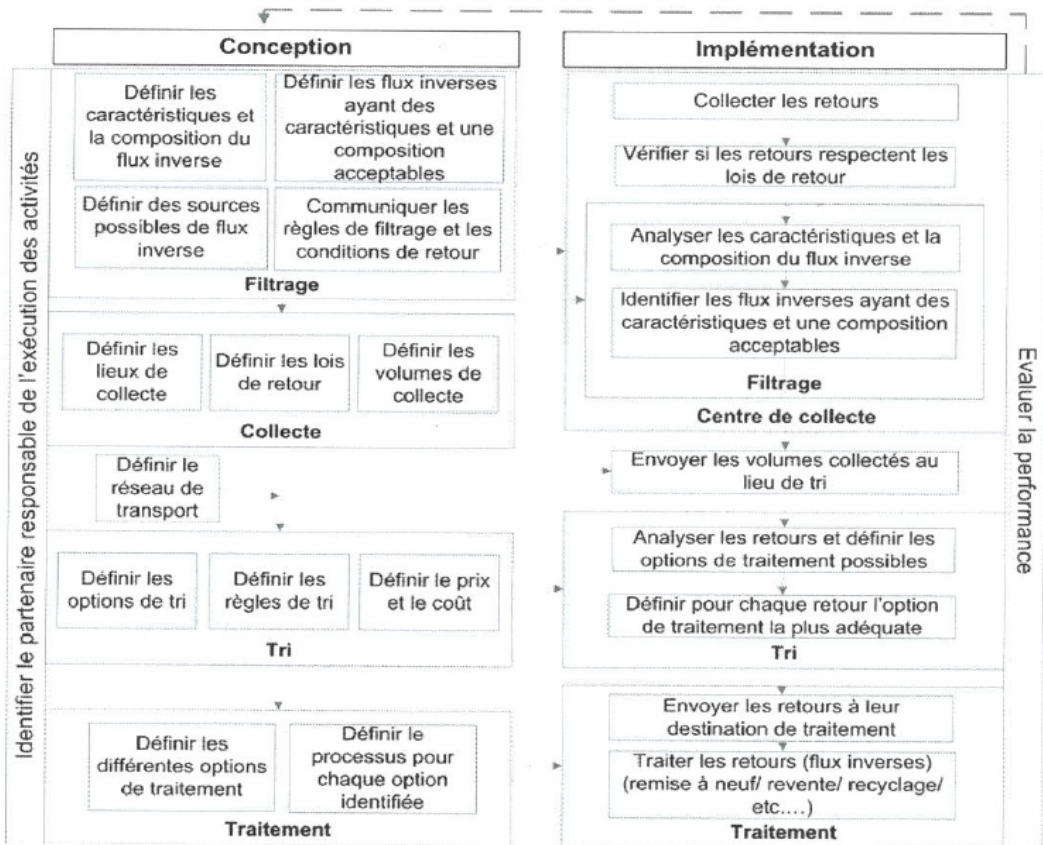 Conception
Identifier le partenaire responsable de l'exécution des activités
Définir les
caractéristiques et
la composition du
flux inverse
Définir les flux inverses
ayant des
caractéristiques et une
composition
acceptables
Définir des sources
possibles de flux
inverse
Communiquer les
règles de filtrage et les
conditions de retour
Filtrage
Définir les
lieux de
collecte
Définir les lois
de retour
Définir les
volumes de
collecte
Collecte
Définir le
réseau de
transport
Définir les
options de tri
Définir les
règles de tri
Définir le prix
et le coût
Tri
Définir les
différentes options
de traitement
Définir le
processus pour
chaque option
identifiée
Traitement
Implémentation
Collecter les retours
Vérifier si les retours respectent les
lois de retour
Analyser les caractéristiques et la
composition du flux inverse
Identifier les flux inverses ayant des
caractéristiques et une composition
acceptables
Filtrage
Centre de collecte
Envoyer les volumes collectés au
lieu de tri
Analyser les retours et définir les
options de traitement possibles
Définir pour chaque retour l'option
de traitement la plus adéquate
Tri
Envoyer les retours à leur
destination de traitement
Traiter les retours (flux inverses)
(remise à neuf/ revente/ recyclage/
etc....)
Traitement
Evaluer la performance